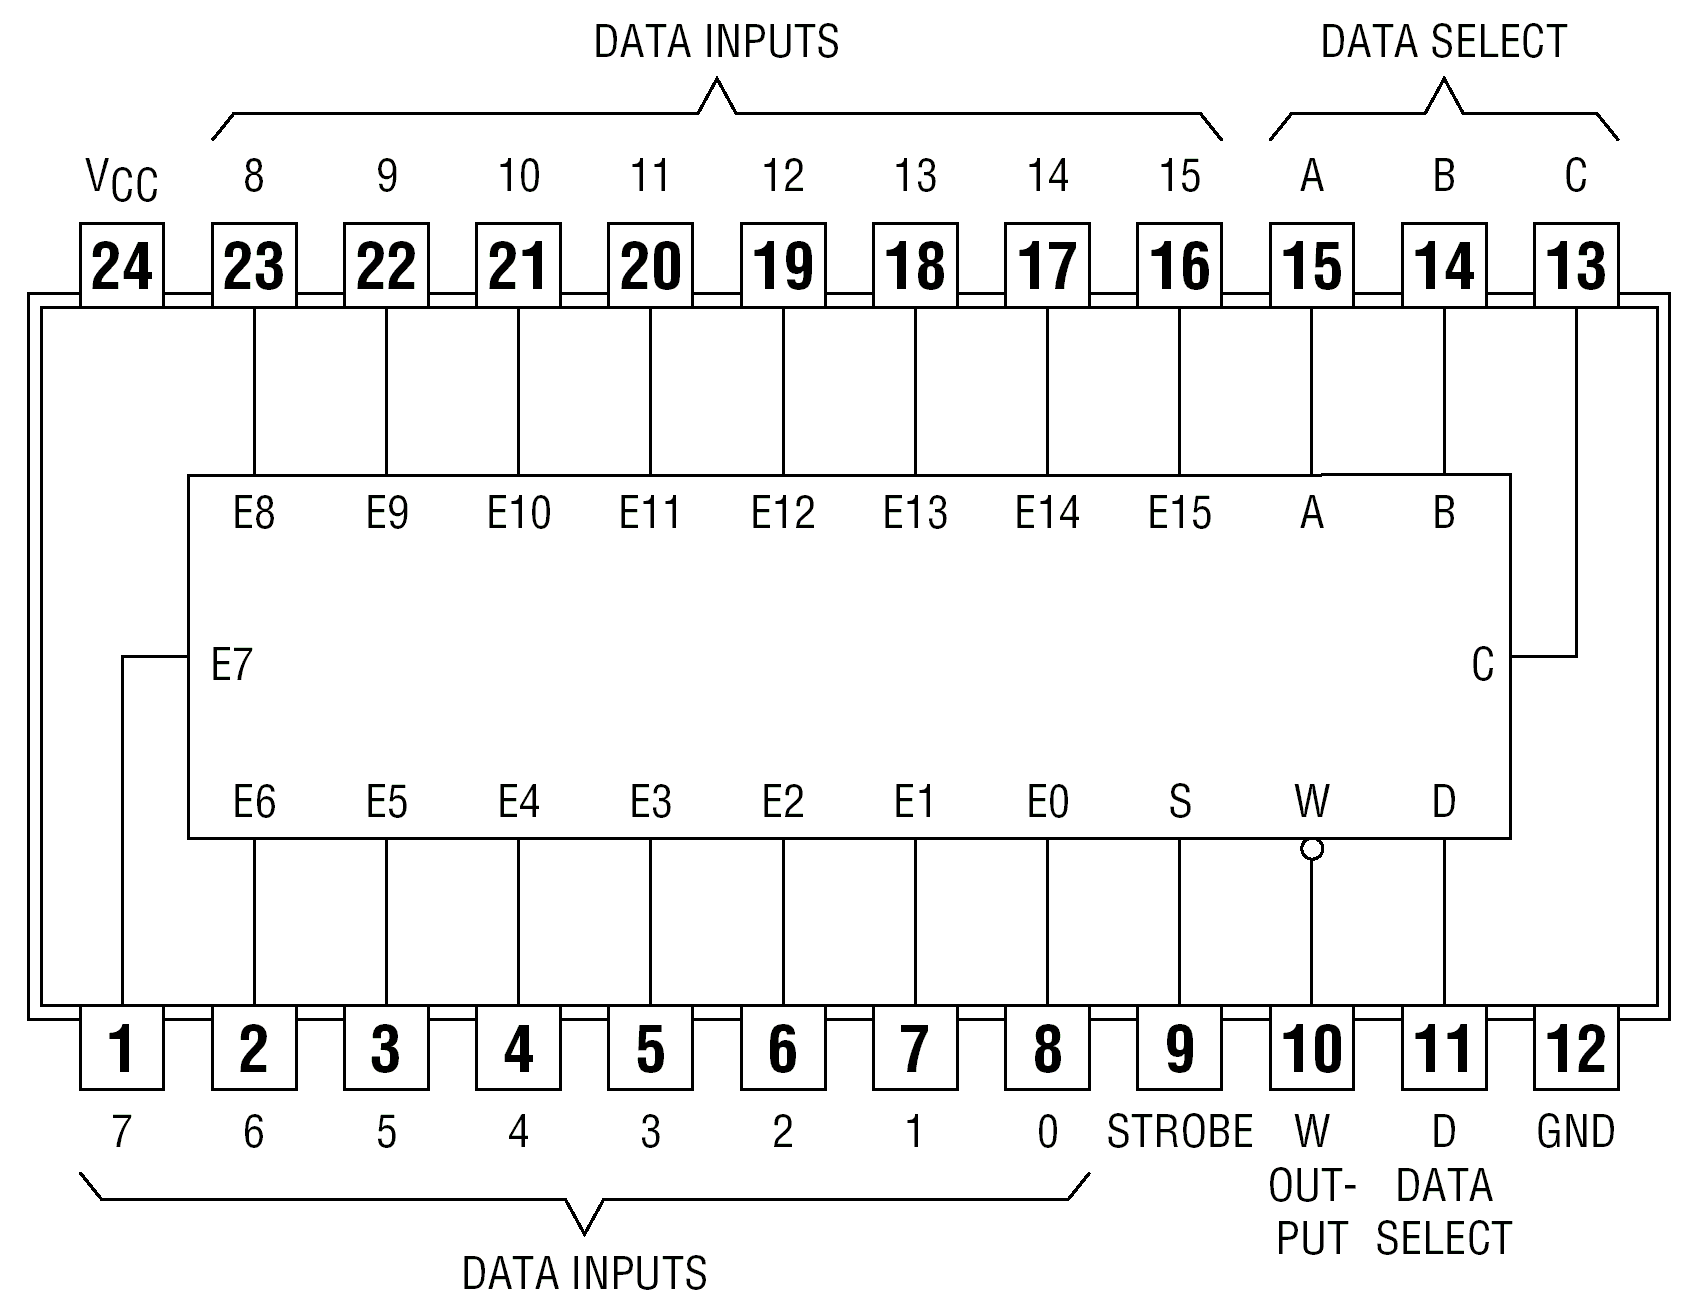 DATA INPUTS DATA SELECT
VCC 8 9 10 11 12 13 14 15 A B C
24 23 22 21 20 19 18 17 16 15 14 13
E8 E9 E10 E11 E12 E13 E14 E15 A B
E7 C
E6 E5 E4 E3 E2 E1 E0 S W D
1 2 3 4 5 6 7 8 9 10 11 12
7 6 5 4 3 2 1 0 STROBE W D GND
OUT- DATA
PUT SELECT
DATA INPUTS